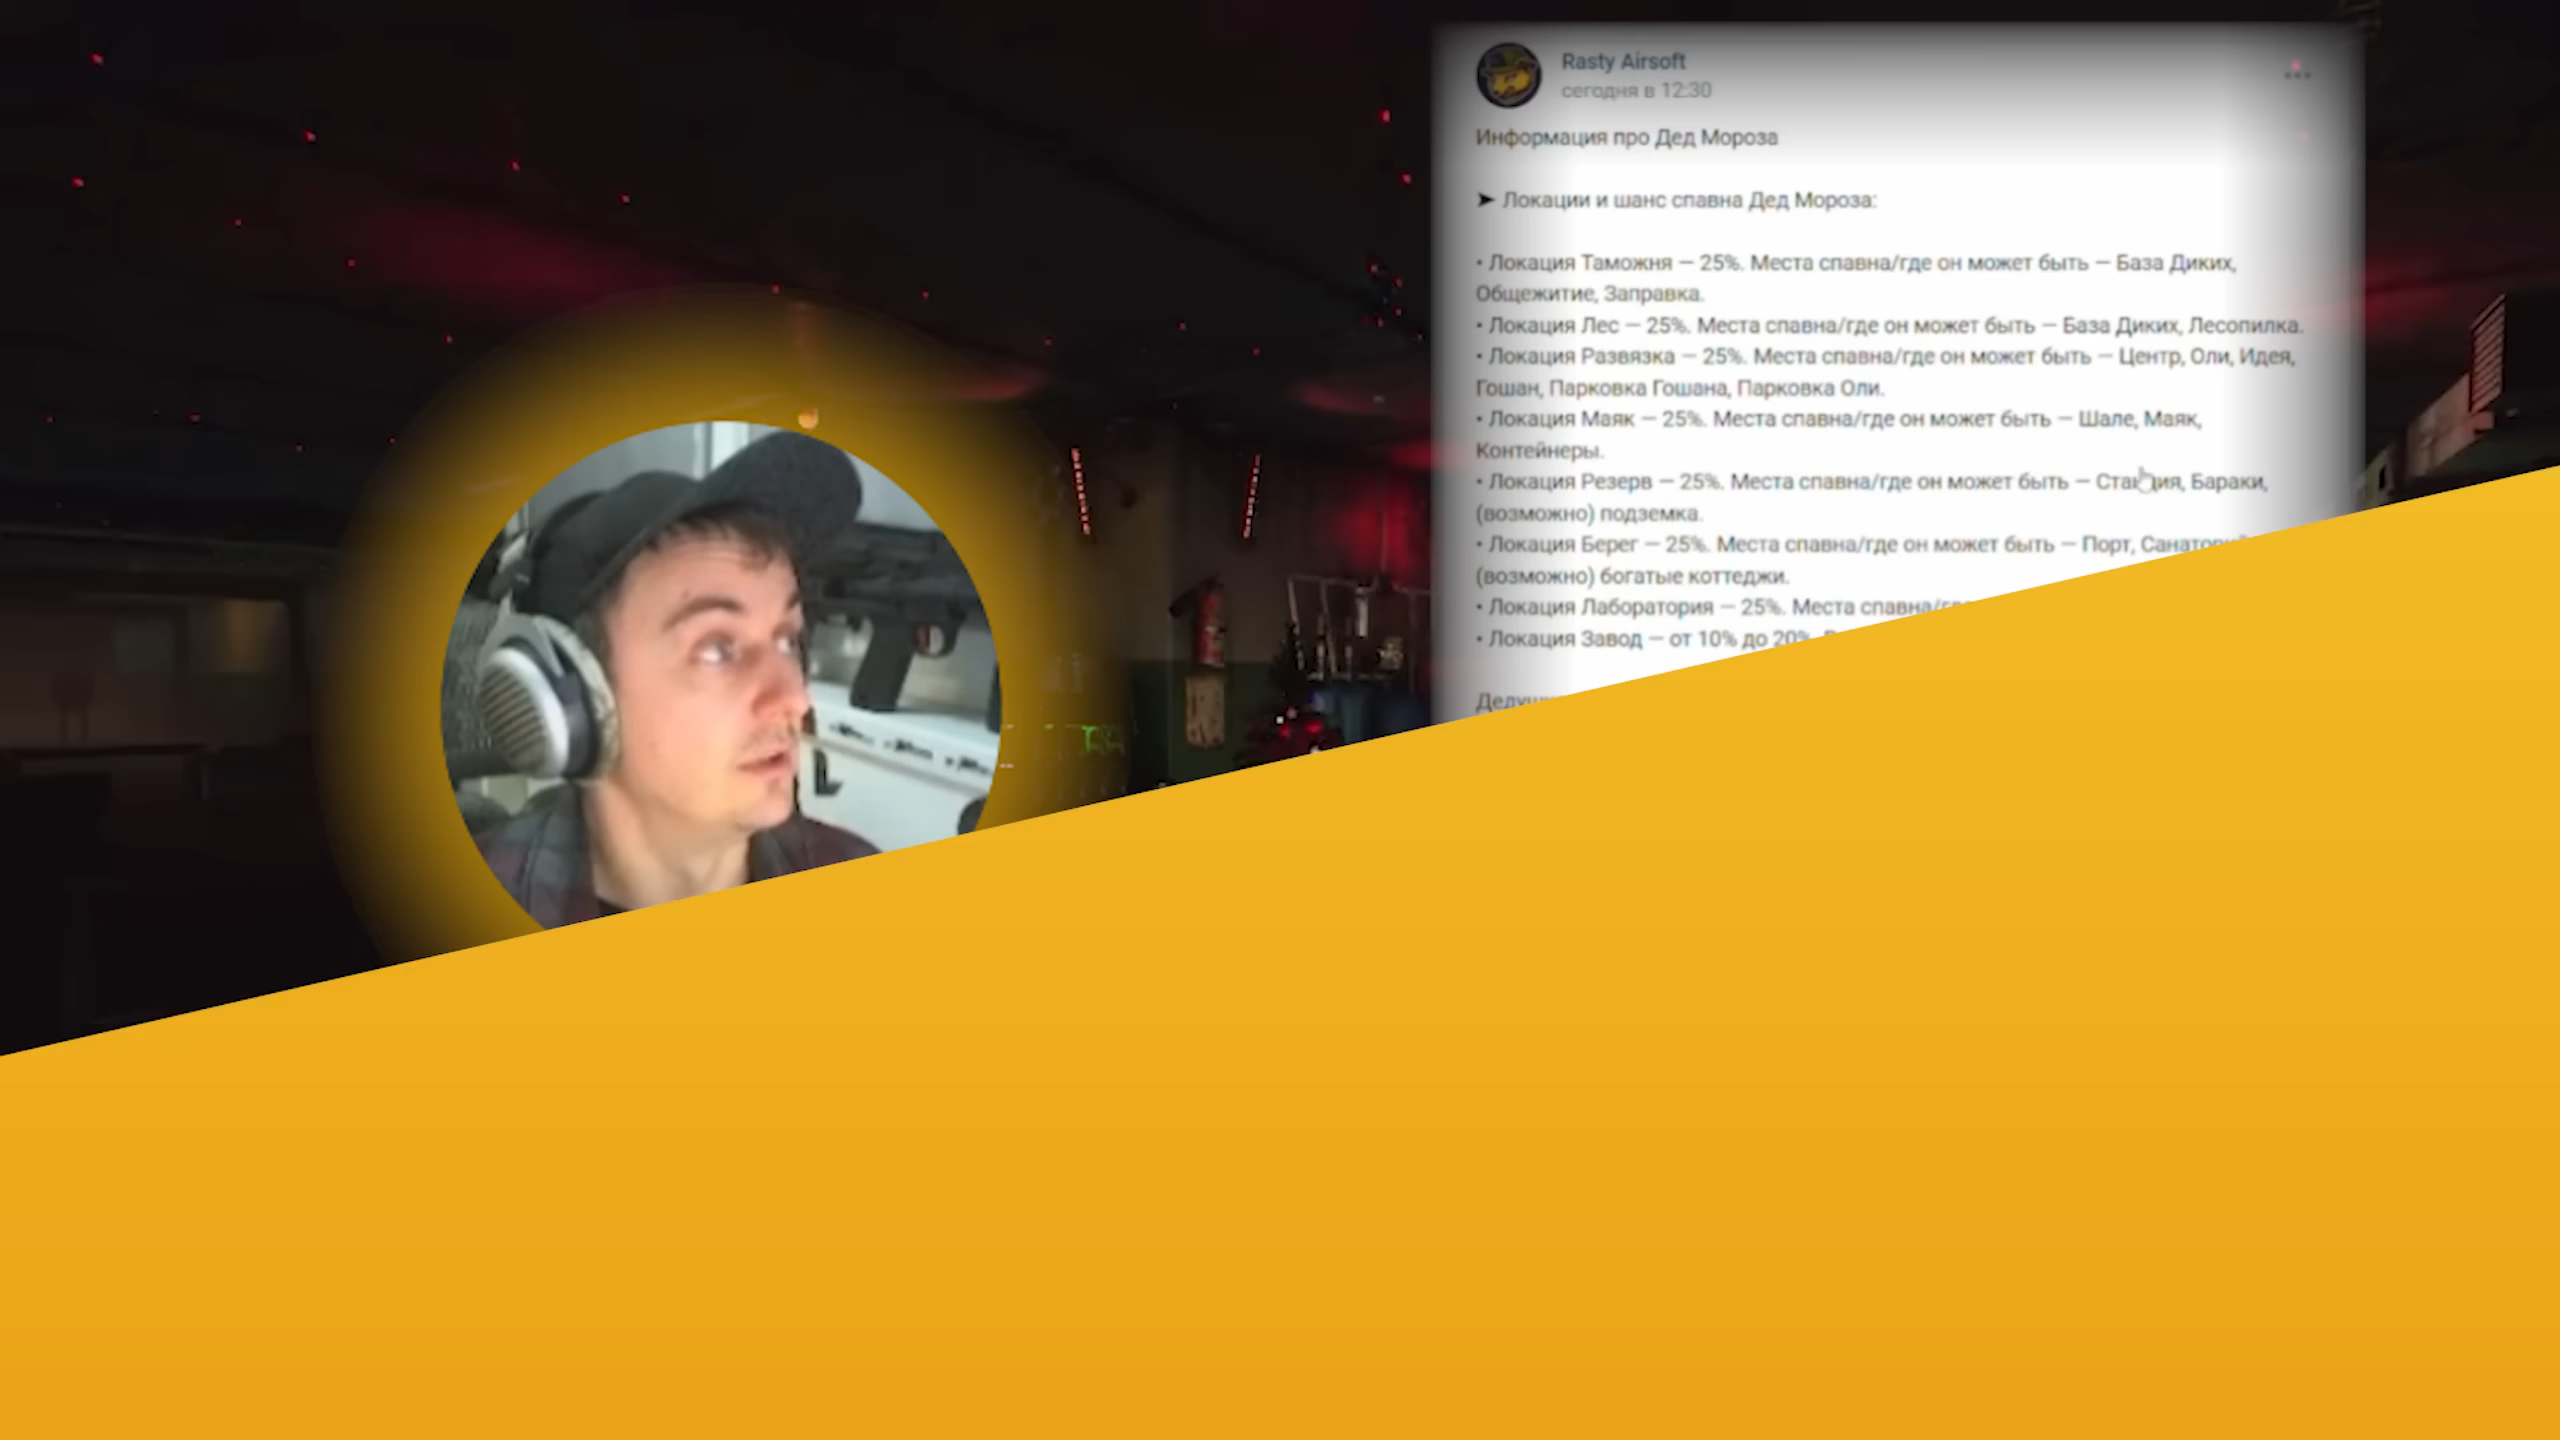 Rasty Airsoft
сегодня в 12:30
Информация про Дед Мороза
➤ Локации и шанс спавна Дед Мороза:
• Локация Таможня — 25%. Места спавна/где он может быть — База Диких,
Общежитие, Заправка.
• Локация Лес — 25%. Места спавна/где он может быть — База Диких, Лесопилка.
• Локация Развязка — 25%. Места спавна/где он может быть — Центр, Оли, Идея,
Гошан, Парковка Гошана, Парковка Оли.
• Локация Маяк — 25%. Места спавна/где он может быть — Шале, Маяк,
Контейнеры.
• Локация Резерв — 25%. Места спавна/где он может быть — Станция, Бараки,
(возможно) подземка.
• Локация Берег — 25%. Места спавна/где он может быть — Порт,
(возможно) богатые коттеджи.
• Локация Лаборатория — 25%. Места
• Локация Завод — от 10% до 20%.